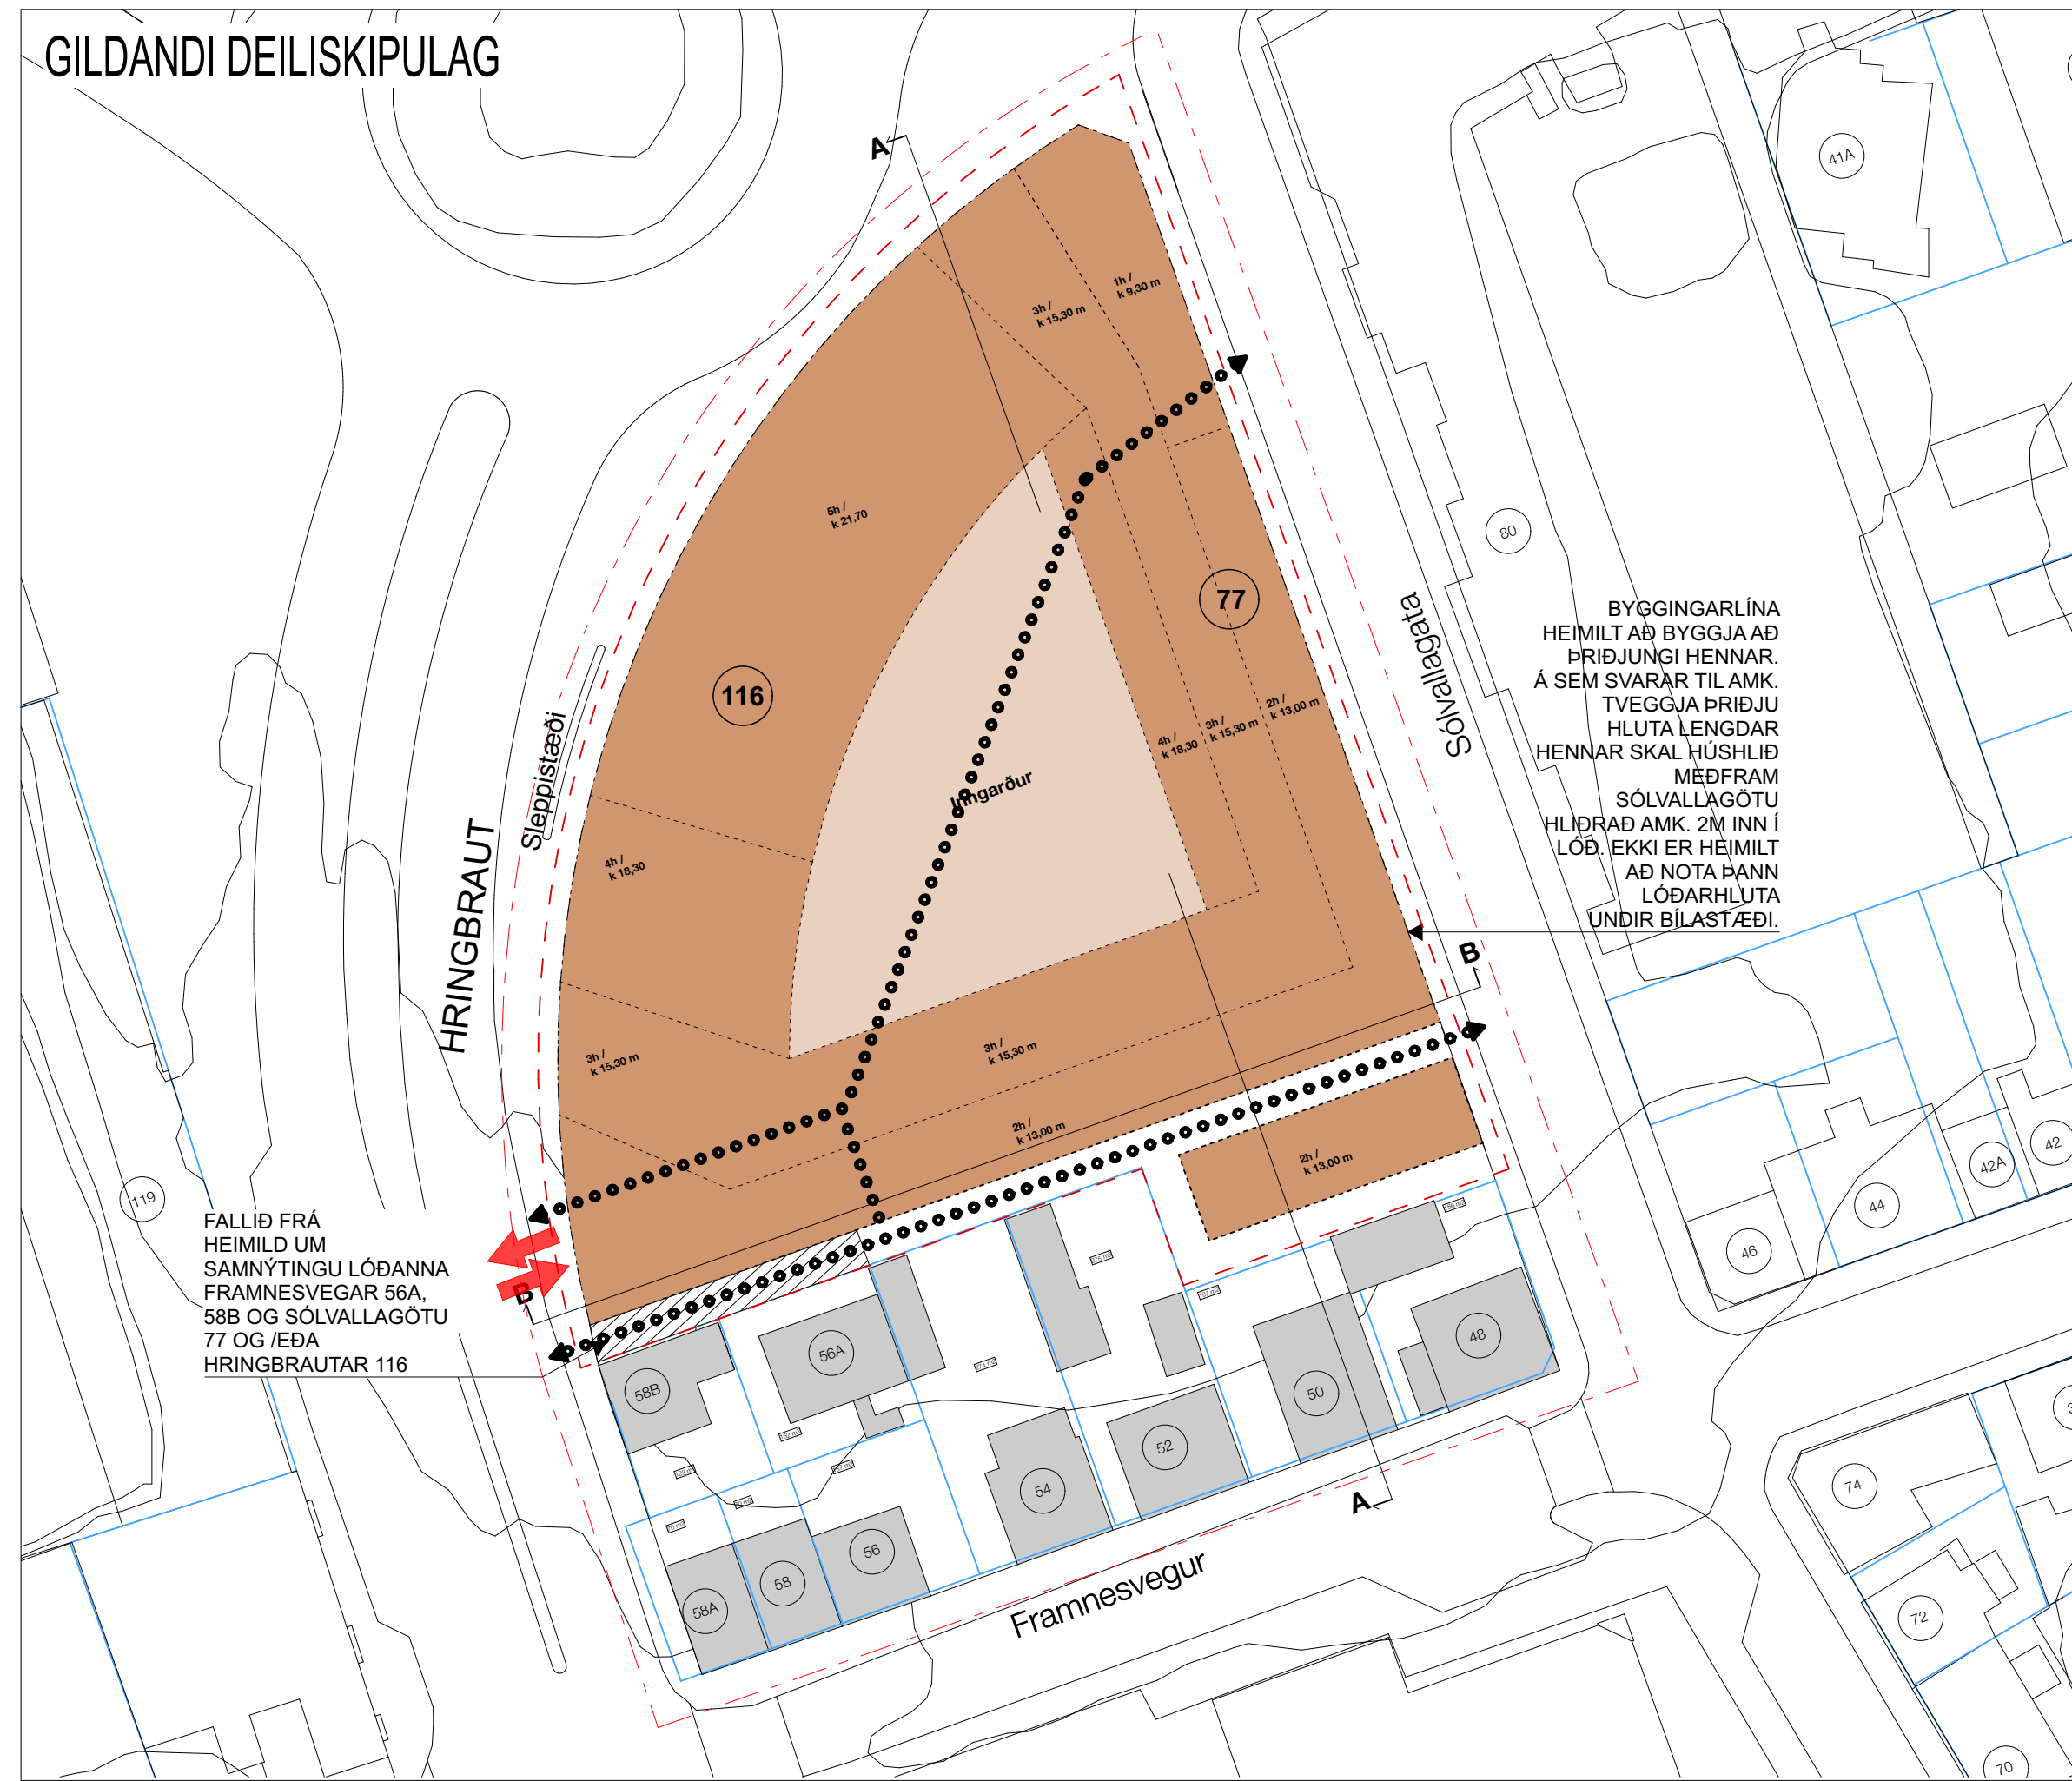 GILDANDI DEILISKIPULAG
A
41A
1h /
k 9,30 m
3h /
k 15,30 m
5h /
k 21,70
80
77
116
Sólvallagata
BYGGINGARLÍNA
HEIMILT AÐ BYGGJA AÐ
ÞRIÐJUNGI HENNAR.
Á SEM SVARAR TIL AMK.
TVEGGJA ÞRIÐJU
HLUTA LENGDAR
HENNAR SKAL HÚSHLIÐ
MEÐFRAM
SÓLVALLAGÖTU
HLIÐRAÐ AMK. 2M INN Í
LÓÐ. EKKI ER HEIMILT
AÐ NOTA ÞANN
LÓÐARHLUTA
UNDIR BÍLASTÆÐI.
2h /
k 13,00 m
3h /
k 15,30 m
4h /
k 18,30
Sleppistæði
Inngarður
HRINGBRAUT
4h /
k 18,30
B
3h /
k 15,30 m
3h /
k 15,30 m
2h /
k 13,00 m
2h /
k 13,00 m
119
FALLIÐ FRÁ
HEIMILD UM
SAMNÝTINGU LÓÐANNA
FRAMNESVEGAR 56A,
58B OG SÓLVALLAGÖTU
77 OG /EÐA
HRINGBRAUTAR 116
B
42
42A
44
46
58B
56A
48
50
52
54
56
58
58A
A
Framnesvegur
74
72
70